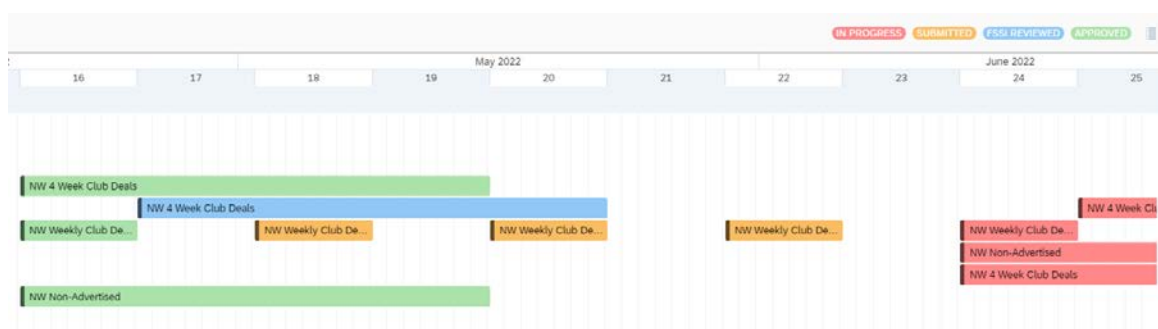 IN PROGRESS SUBMITTED FSSI REVIEWED APPROVED
May 2022 June 2022
16 17 18 19 20 21 22 23 24 25
NW 4 Week Club Deals
NW 4 Week Club Deals NW 4 Week Clu
NW Weekly Club De... NW Weekly Club De... NW Weekly Club De... NW Weekly Club De... NW Weekly Club De...
NW Non-Advertised
NW 4 Week Club Deals
NW Non-Advertised